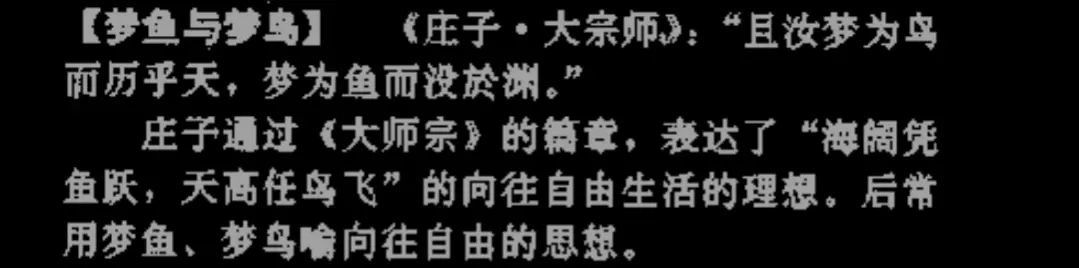 【梦鱼与梦鸟】 《庄子·大宗师》：“且汝梦为鸟
而历乎天，梦为鱼而没於渊。”
庄子通过《大师宗》的篇章，表达了“海阔凭
鱼跃，天高任鸟飞”的向往自由生活的理想。后常
用梦鱼、梦鸟喻向往自由的思想。